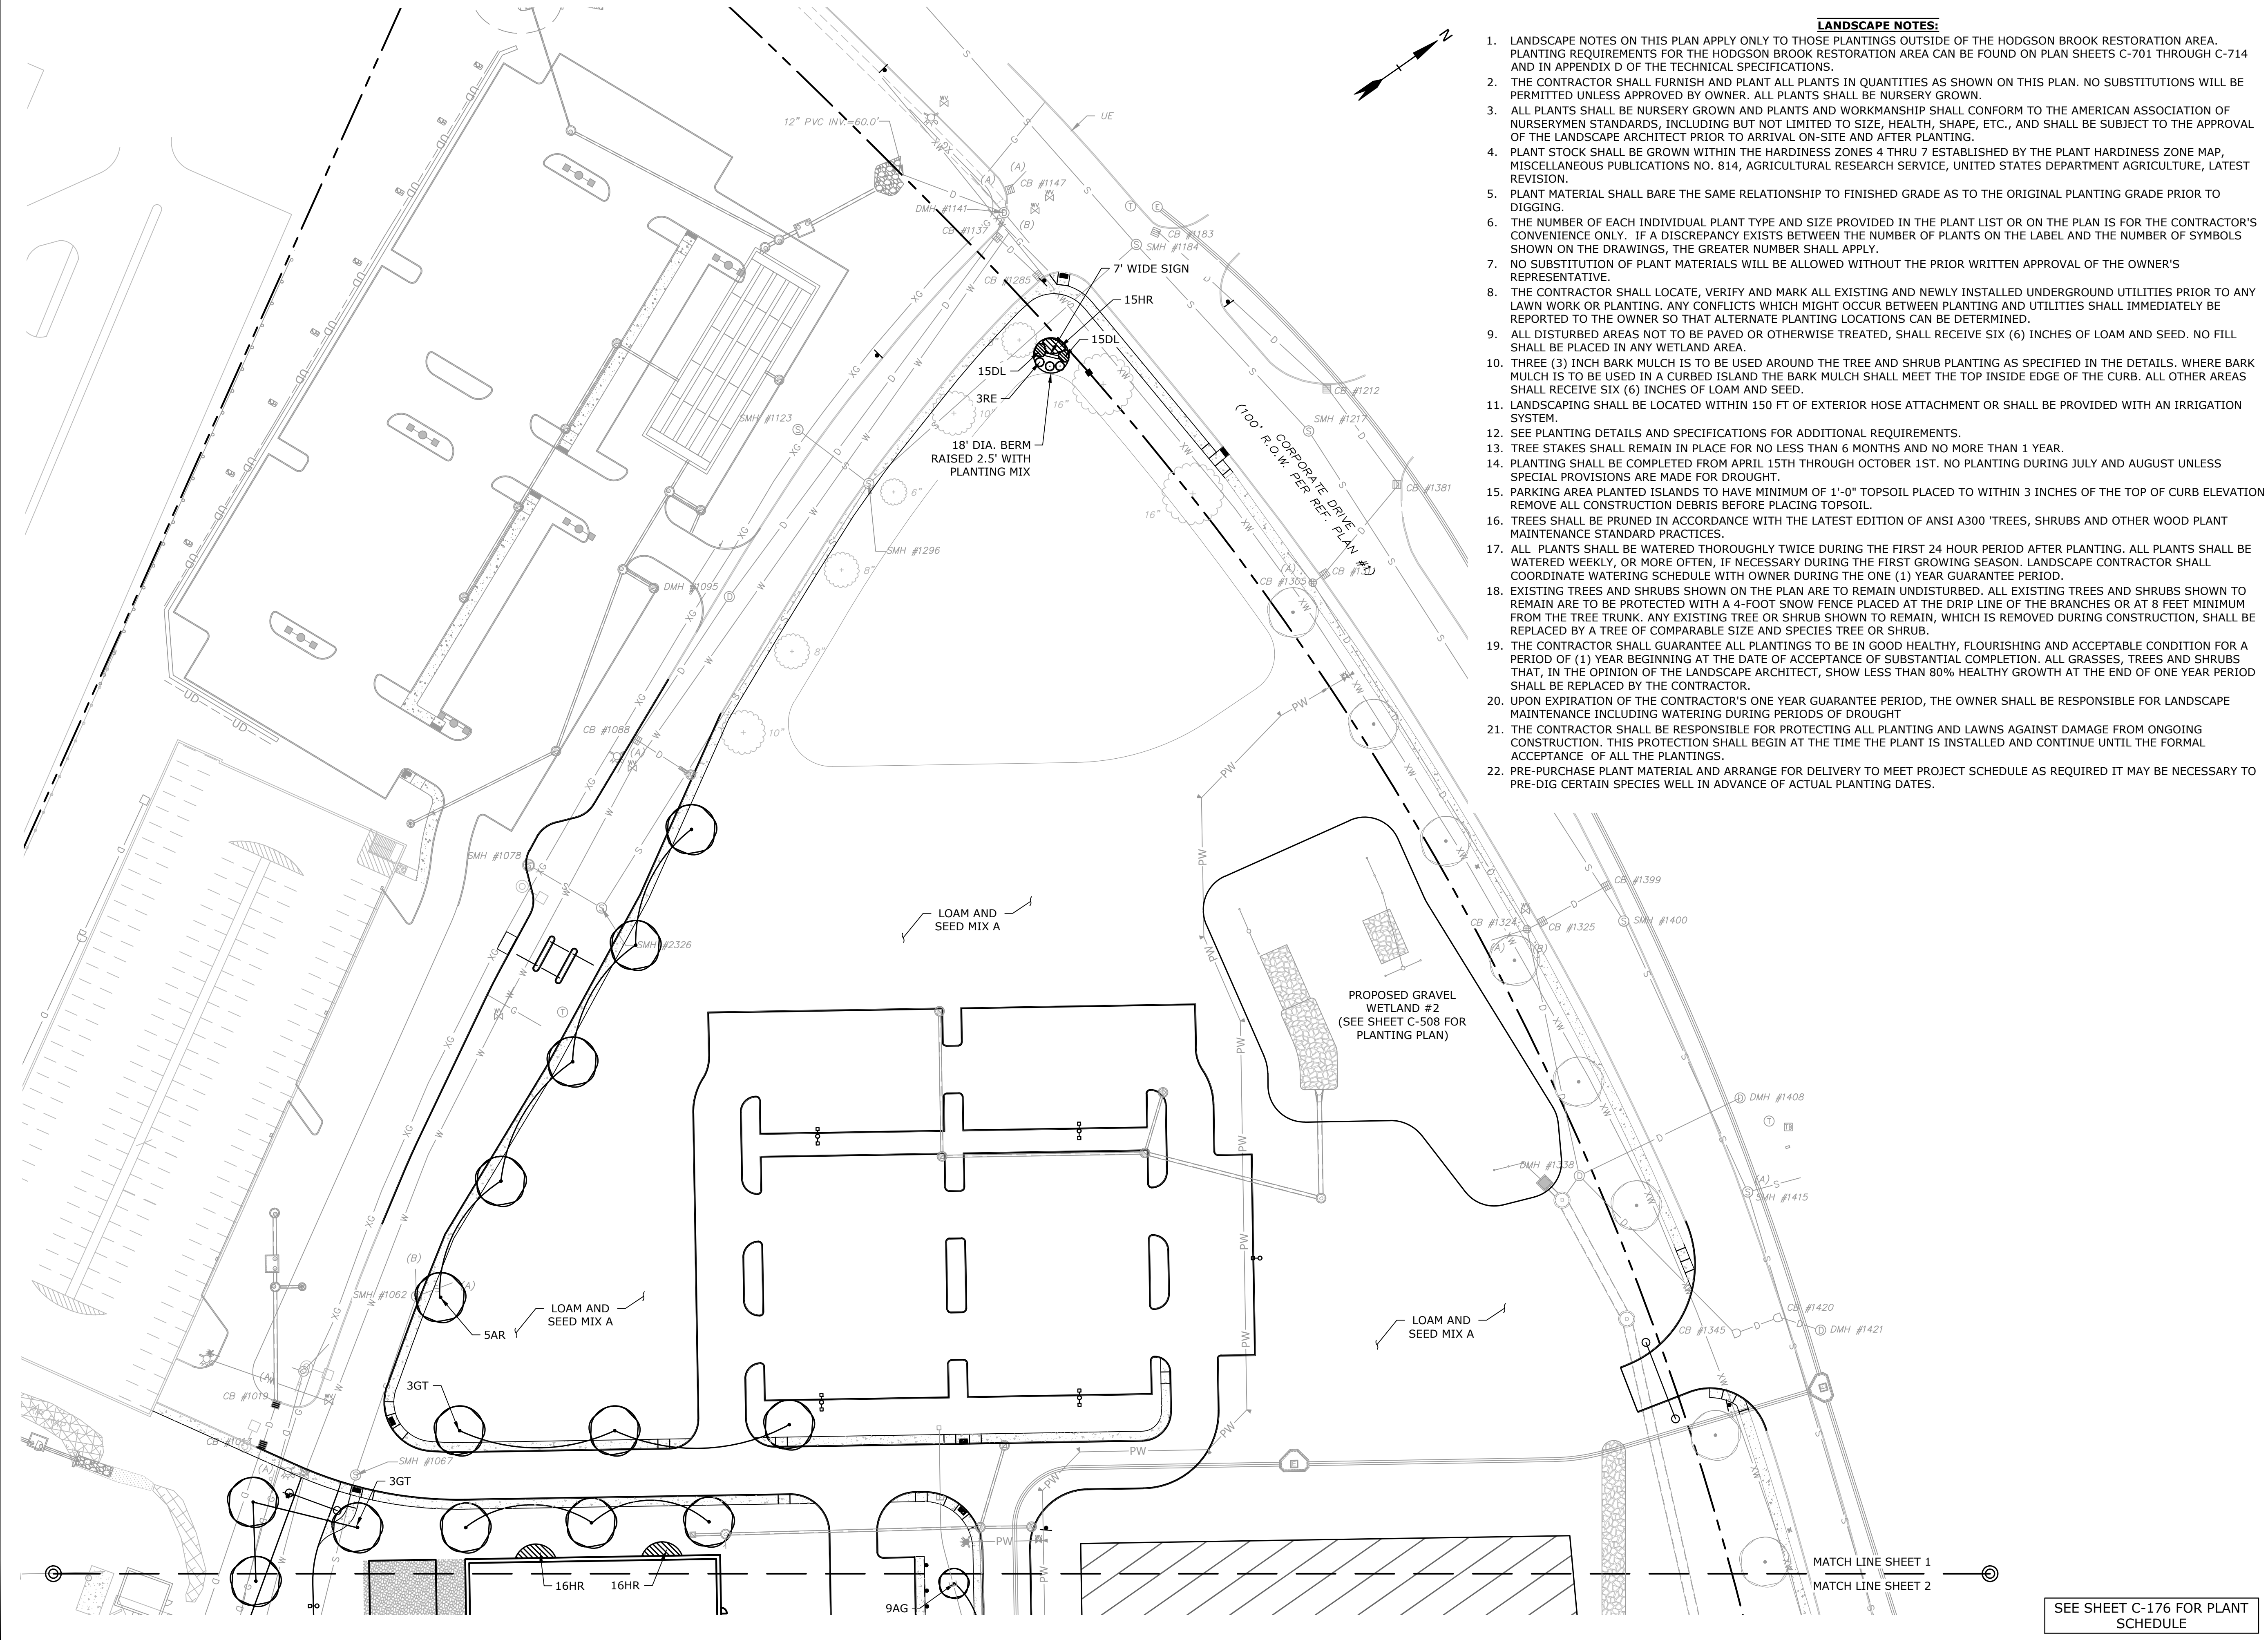 LANDSCAPE NOTES:
1. LANDSCAPE NOTES ON THIS PLAN APPLY ONLY TO THOSE PLANTINGS OUTSIDE OF THE HODGSON BROOK RESTORATION AREA.
PLANTING REQUIREMENTS FOR THE HODGSON BROOK RESTORATION AREA CAN BE FOUND ON PLAN SHEETS C-701 THROUGH C-714
AND IN APPENDIX D OF THE TECHNICAL SPECIFICATIONS.
2. THE CONTRACTOR SHALL FURNISH AND PLANT ALL PLANTS IN QUANTITIES AS SHOWN ON THIS PLAN. NO SUBSTITUTIONS WILL BE
PERMITTED UNLESS APPROVED BY OWNER. ALL PLANTS SHALL BE NURSERY GROWN.
3. ALL PLANTS SHALL BE NURSERY GROWN AND PLANTS AND WORKMANSHIP SHALL CONFORM TO THE AMERICAN ASSOCIATION OF
NURSERYMEN STANDARDS, INCLUDING BUT NOT LIMITED TO SIZE, HEALTH, SHAPE, ETC., AND SHALL BE SUBJECT TO THE APPROVAL
OF THE LANDSCAPE ARCHITECT PRIOR TO ARRIVAL ON-SITE AND AFTER PLANTING.
4. PLANT STOCK SHALL BE GROWN WITHIN THE HARDINESS ZONES 4 THRU 7 ESTABLISHED BY THE PLANT HARDINESS ZONE MAP,
MISCELLANEOUS PUBLICATIONS NO. 814, AGRICULTURAL RESEARCH SERVICE, UNITED STATES DEPARTMENT AGRICULTURE, LATEST
REVISION.
5. PLANT MATERIAL SHALL BARE THE SAME RELATIONSHIP TO FINISHED GRADE AS TO THE ORIGINAL PLANTING GRADE PRIOR TO
DIGGING.
6. THE NUMBER OF EACH INDIVIDUAL PLANT TYPE AND SIZE PROVIDED IN THE PLANT LIST OR ON THE PLAN IS FOR THE CONTRACTOR'S
CONVENIENCE ONLY. IF A DISCREPANCY EXISTS BETWEEN THE NUMBER OF PLANTS ON THE LABEL AND THE NUMBER OF SYMBOLS
SHOWN ON THE DRAWINGS, THE GREATER NUMBER SHALL APPLY.
7. NO SUBSTITUTION OF PLANT MATERIALS WILL BE ALLOWED WITHOUT THE PRIOR WRITTEN APPROVAL OF THE OWNER'S
REPRESENTATIVE.
8. THE CONTRACTOR SHALL LOCATE, VERIFY AND MARK ALL EXISTING AND NEWLY INSTALLED UNDERGROUND UTILITIES PRIOR TO ANY
LAWN WORK OR PLANTING. ANY CONFLICTS WHICH MIGHT OCCUR BETWEEN PLANTING AND UTILITIES SHALL IMMEDIATELY BE
REPORTED TO THE OWNER SO THAT ALTERNATE PLANTING LOCATIONS CAN BE DETERMINED.
9. ALL DISTURBED AREAS NOT TO BE PAVED OR OTHERWISE TREATED, SHALL RECEIVE SIX (6) INCHES OF LOAM AND SEED. NO FILL
SHALL BE PLACED IN ANY WETLAND AREA.
10. THREE (3) INCH BARK MULCH IS TO BE USED AROUND THE TREE AND SHRUB PLANTING AS SPECIFIED IN THE DETAILS. WHERE BARK
MULCH IS TO BE USED IN A CURBED ISLAND THE BARK MULCH SHALL MEET THE TOP INSIDE EDGE OF THE CURB. ALL OTHER AREAS
SHALL RECEIVE SIX (6) INCHES OF LOAM AND SEED.
11. LANDSCAPING SHALL BE LOCATED WITHIN 150 FT OF EXTERIOR HOSE ATTACHMENT OR SHALL BE PROVIDED WITH AN IRRIGATION
SYSTEM.
12. SEE PLANTING DETAILS AND SPECIFICATIONS FOR ADDITIONAL REQUIREMENTS.
13. TREE STAKES SHALL REMAIN IN PLACE FOR NO LESS THAN 6 MONTHS AND NO MORE THAN 1 YEAR.
14. PLANTING SHALL BE COMPLETED FROM APRIL 15TH THROUGH OCTOBER 1ST. NO PLANTING DURING JULY AND AUGUST UNLESS
SPECIAL PROVISIONS ARE MADE FOR DROUGHT.
15. PARKING AREA PLANTED ISLANDS TO HAVE MINIMUM OF 1'-0" TOPSOIL PLACED TO WITHIN 3 INCHES OF THE TOP OF CURB ELEVATION
REMOVE ALL CONSTRUCTION DEBRIS BEFORE PLACING TOPSOIL.
16. TREES SHALL BE PRUNED IN ACCORDANCE WITH THE LATEST EDITION OF ANSI A300 'TREES, SHRUBS AND OTHER WOOD PLANT
MAINTENANCE STANDARD PRACTICES.
17. ALL PLANTS SHALL BE WATERED THOROUGHLY TWICE DURING THE FIRST 24 HOUR PERIOD AFTER PLANTING. ALL PLANTS SHALL BE
WATERED WEEKLY, OR MORE OFTEN, IF NECESSARY DURING THE FIRST GROWING SEASON. LANDSCAPE CONTRACTOR SHALL
COORDINATE WATERING SCHEDULE WITH OWNER DURING THE ONE (1) YEAR GUARANTEE PERIOD.
18. EXISTING TREES AND SHRUBS SHOWN ON THE PLAN ARE TO REMAIN UNDISTURBED. ALL EXISTING TREES AND SHRUBS SHOWN TO
REMAIN ARE TO BE PROTECTED WITH A 4-FOOT SNOW FENCE PLACED AT THE DRIP LINE OF THE BRANCHES OR AT 8 FEET MINIMUM
FROM THE TREE TRUNK. ANY EXISTING TREE OR SHRUB SHOWN TO REMAIN, WHICH IS REMOVED DURING CONSTRUCTION, SHALL BE
REPLACED BY A TREE OF COMPARABLE SIZE AND SPECIES TREE OR SHRUB.
19. THE CONTRACTOR SHALL GUARANTEE ALL PLANTINGS TO BE IN GOOD HEALTHY, FLOURISHING AND ACCEPTABLE CONDITION FOR A
PERIOD OF (1) YEAR BEGINNING AT THE DATE OF ACCEPTANCE OF SUBSTANTIAL COMPLETION. ALL GRASSES, TREES AND SHRUBS
THAT, IN THE OPINION OF THE LANDSCAPE ARCHITECT, SHOW LESS THAN 80% HEALTHY GROWTH AT THE END OF ONE YEAR PERIOD
SHALL BE REPLACED BY THE CONTRACTOR.
20. UPON EXPIRATION OF THE CONTRACTOR'S ONE YEAR GUARANTEE PERIOD, THE OWNER SHALL BE RESPONSIBLE FOR LANDSCAPE
MAINTENANCE INCLUDING WATERING DURING PERIODS OF DROUGHT
21. THE CONTRACTOR SHALL BE RESPONSIBLE FOR PROTECTING ALL PLANTING AND LAWNS AGAINST DAMAGE FROM ONGOING
CONSTRUCTION. THIS PROTECTION SHALL BEGIN AT THE TIME THE PLANT IS INSTALLED AND CONTINUE UNTIL THE FORMAL
ACCEPTANCE OF ALL THE PLANTINGS.
22. PRE-PURCHASE PLANT MATERIAL AND ARRANGE FOR DELIVERY TO MEET PROJECT SCHEDULE AS REQUIRED IT MAY BE NECESSARY TO
PRE-DIG CERTAIN SPECIES WELL IN ADVANCE OF ACTUAL PLANTING DATES.
N
12" PVC INV.=60.0'
UE
CB #1147
DMH #1141
CB #1137
CB #1183
SMH #1184
CB #1285
7' WIDE SIGN
15HR
15DL
15DL
3RE
18' DIA. BERM
RAISED 2.5' WITH
PLANTING MIX
16"
10"
6"
16"
8"
8"
10"
CB #1212
SMH #1217
CB #1381
CORPORATE DRIVE
(100' R.O.W. PER REF. PLAN #1)
SMH #1123
SMH #1296
DMH #1095
CB #1305
CB #1088
UD
UD
SMH #1078
SMH #2326
LOAM AND
SEED MIX A
PROPOSED GRAVEL
WETLAND #2
(SEE SHEET C-508 FOR
PLANTING PLAN)
CB #1399
CB #1324
CB #1325
SMH #1400
DMH #1408
DMH #1338
SMH #1415
CB #1420
CB #1345
DMH #1421
SMH #1062
5AR
LOAM AND
SEED MIX A
LOAM AND
SEED MIX A
3GT
CB #1019
SMH #1067
3GT
16HR
16HR
9AG
MATCH LINE SHEET 1
MATCH LINE SHEET 2
SEE SHEET C-176 FOR PLANT
SCHEDULE